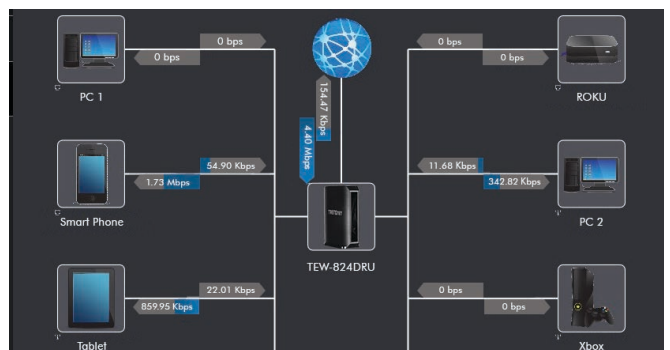 0 bps
0 bps
PC 1
154.47 Kbps
4.40 Mbps
0 bps
0 bps
ROKU
54.90 Kbps
1.73 Mbps
Smart Phone
TRENDNET
TEW-824DRU
11.68 Kbps
342.82 Kbps
PC 2
22.01 Kbps
859.95 Kbps
Tablet
0 bps
0 bps
Xbox